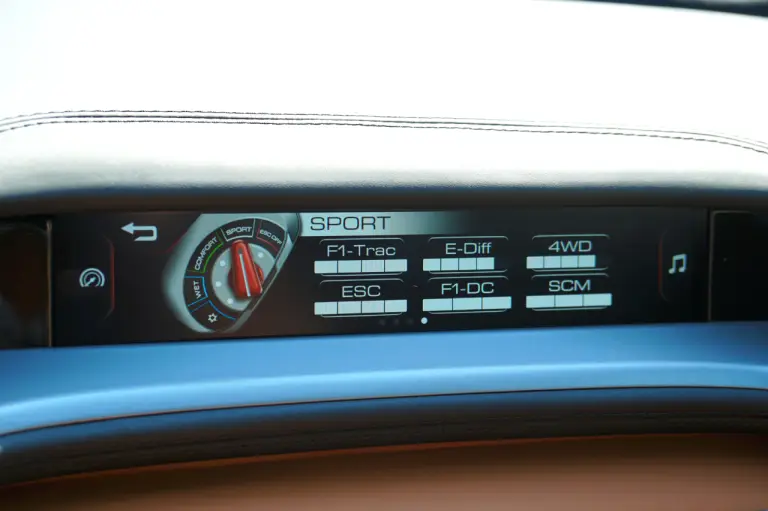 SPORT
F1-Trac
E-Diff
4WD
ESC
F1-DC
SCM
WET
COMFORT
SPORT
ESC OFF